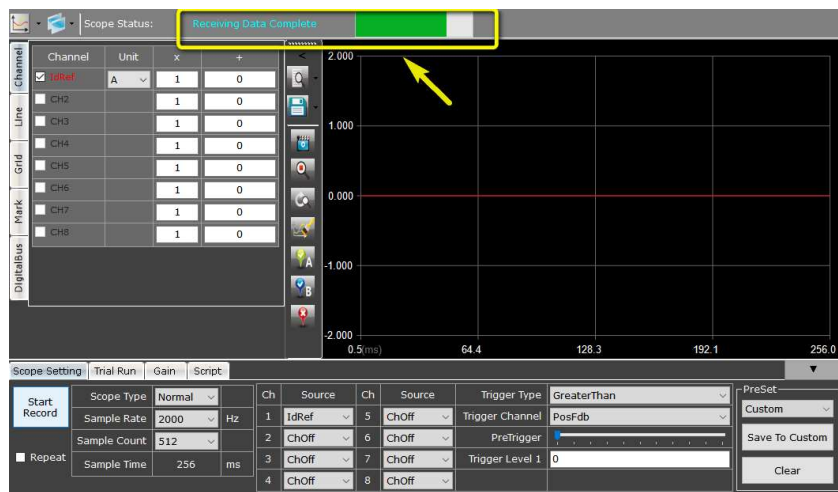 Scope Status: Receiving Data Complete
Channel Unit x +
IdRef A 1 0
CH2 1 0
CH3 1 0
CH4 1 0
CH5 1 0
CH6 1 0
CH7 1 0
CH8 1 0
Channel
Line
Grid
Mark
DigitalBus
<
A
B
2.000
1.000
0.000
-1.000
-2.000
0.5(ms) 64.4 128.3 192.1 256.0
Scope Setting Trial Run Gain Script
Start Record
Repeat
Scope Type Normal
Sample Rate 2000 Hz
Sample Count 512
Sample Time 256 ms
Ch Source Ch Source
1 IdRef 5 ChOff
2 ChOff 6 ChOff
3 ChOff 7 ChOff
4 ChOff 8 ChOff
Trigger Type GreaterThan
Trigger Channel PosFdb
PreTrigger
Trigger Level 1 0
PreSet
Custom
Save To Custom
Clear